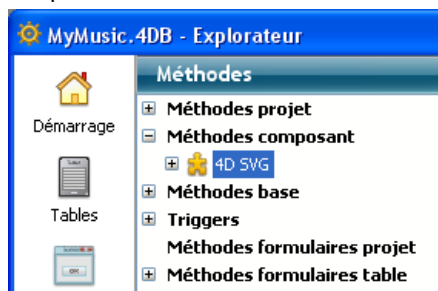 MyMusic.4DB - Explorateur
Méthodes
Démarrage
Méthodes projet
Méthodes composant
4D SVG
Tables
Méthodes base
Triggers
Méthodes formulaires projet
Méthodes formulaires table